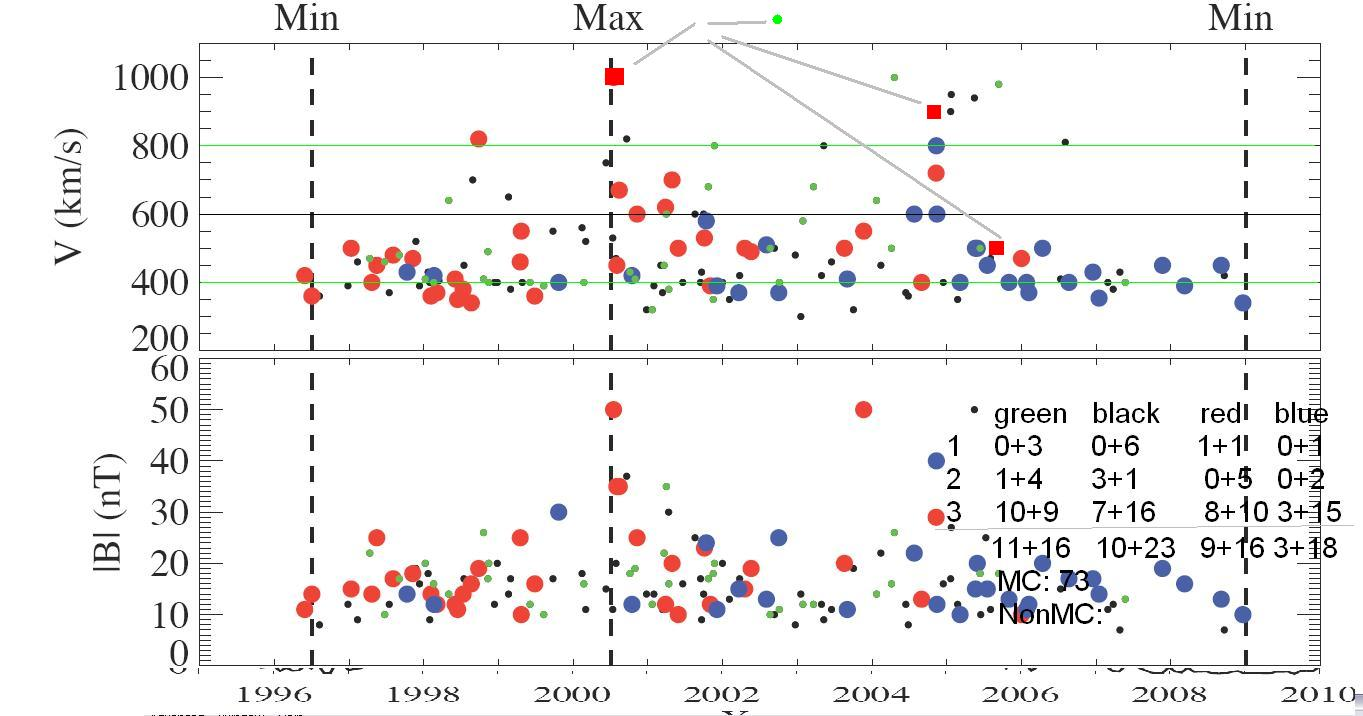 Min Max Min
1000
800
600
400
200
V (km/s)
60
50
40
30
20
10
0
|B| (nT)
green black red blue
1 0+3 0+6 1+1 0+1
2 1+4 3+1 0+5 0+2
3 10+9 7+16 8+10 3+15
11+16 10+23 9+16 3+18
MC: 73
NonMC:
1996 1998 2000 2002 2004 2006 2008 2010